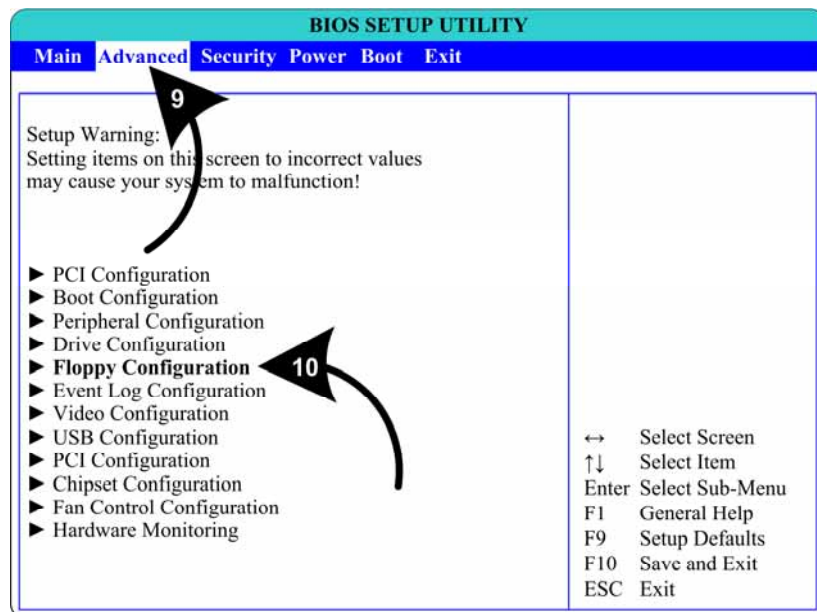 BIOS SETUP UTILITY
Main Advanced Security Power Boot Exit
9
Setup Warning:
Setting items on this screen to incorrect values
may cause your system to malfunction!
► PCI Configuration
► Boot Configuration
► Peripheral Configuration
► Drive Configuration
► Floppy Configuration
10
► Event Log Configuration
► Video Configuration
► USB Configuration
► PCI Configuration
► Chipset Configuration
► Fan Control Configuration
► Hardware Monitoring
↔ Select Screen
↑↓ Select Item
Enter Select Sub-Menu
F1 General Help
F9 Setup Defaults
F10 Save and Exit
ESC Exit